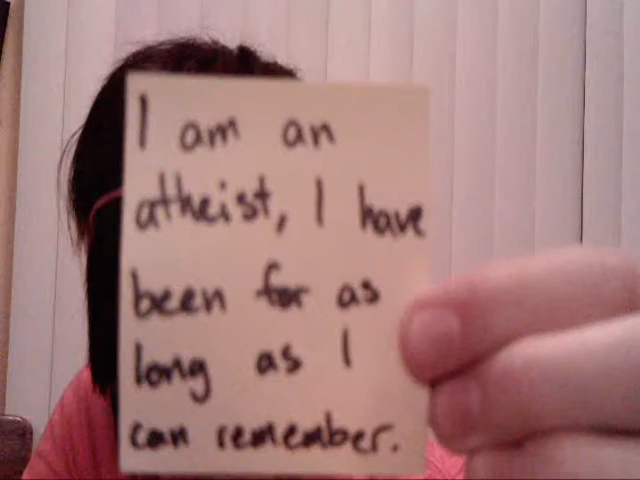 I am an
atheist, I have
been for as
long as I
can remember.